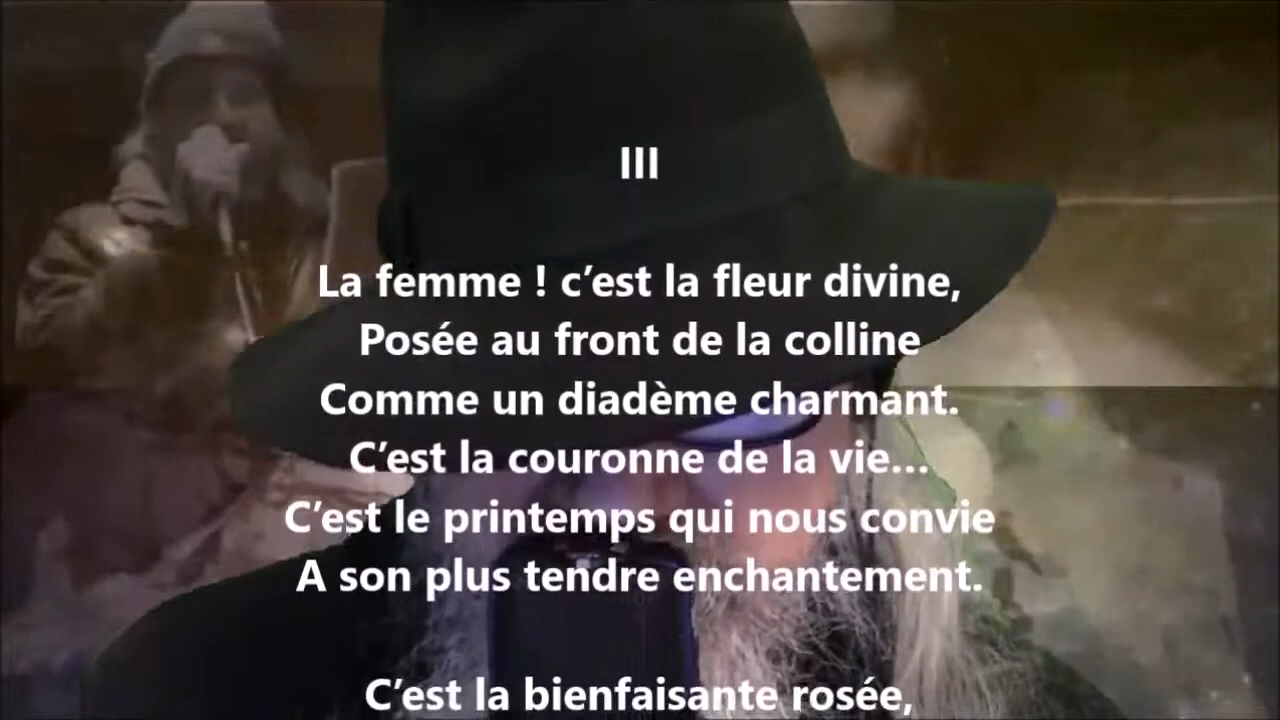 III
La femme ! c’est la fleur divine,
Posée au front de la colline
Comme un diadème charmant.
C’est la couronne de la vie…
C’est le printemps qui nous convie
A son plus tendre enchantement.
C’est la bienfaisante rosée,